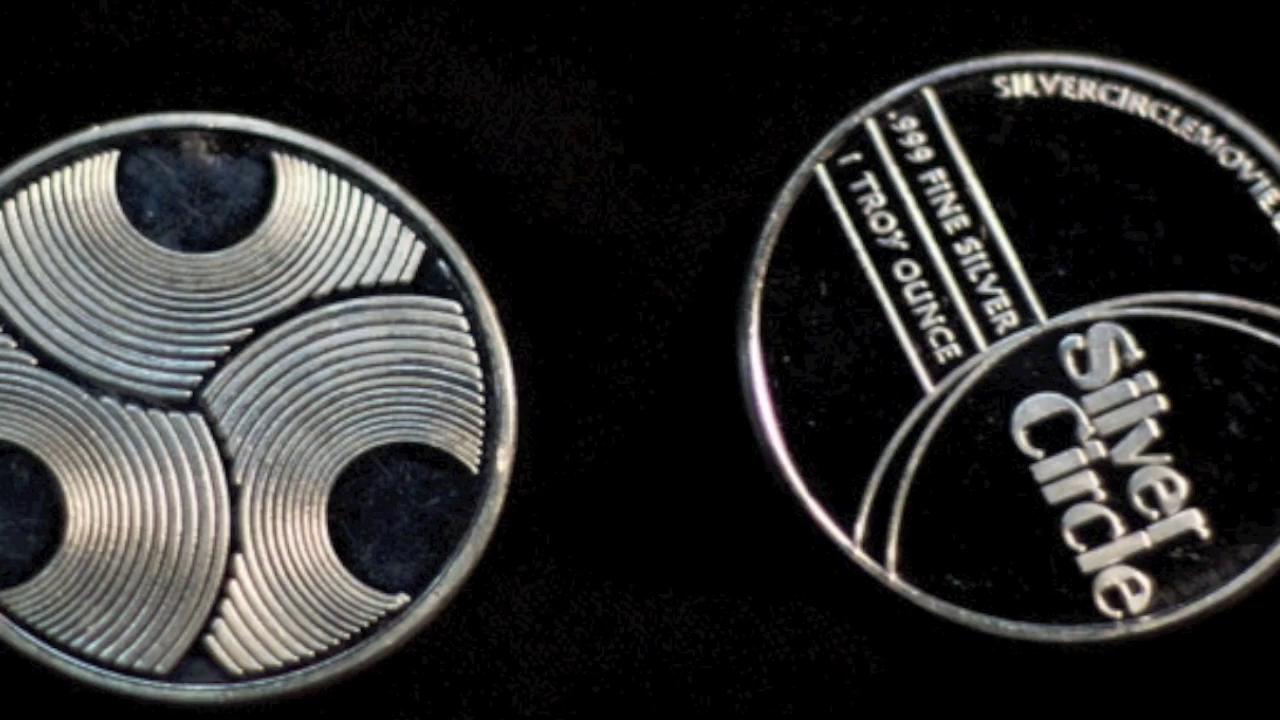 SILVERCIRCLEMOVIE
.999 FINE SILVER
1 TROY OUNCE
Silver
Circle